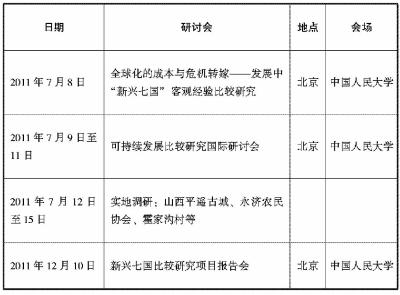 日期 研讨会 地点 会场
2011 年 7 月 8 日 全球化的成本与危机转嫁——发展中“新兴七国”客观经验比较研究 北京 中国人民大学
2011 年 7 月 9 日至 11 日 可持续发展比较研究国际研讨会 北京 中国人民大学
2011 年 7 月 12 日至 15 日 实地调研：山西平遥古城、永济农民协会、霍家沟村等
2011 年 12 月 10 日 新兴七国比较研究项目报告会 北京 中国人民大学